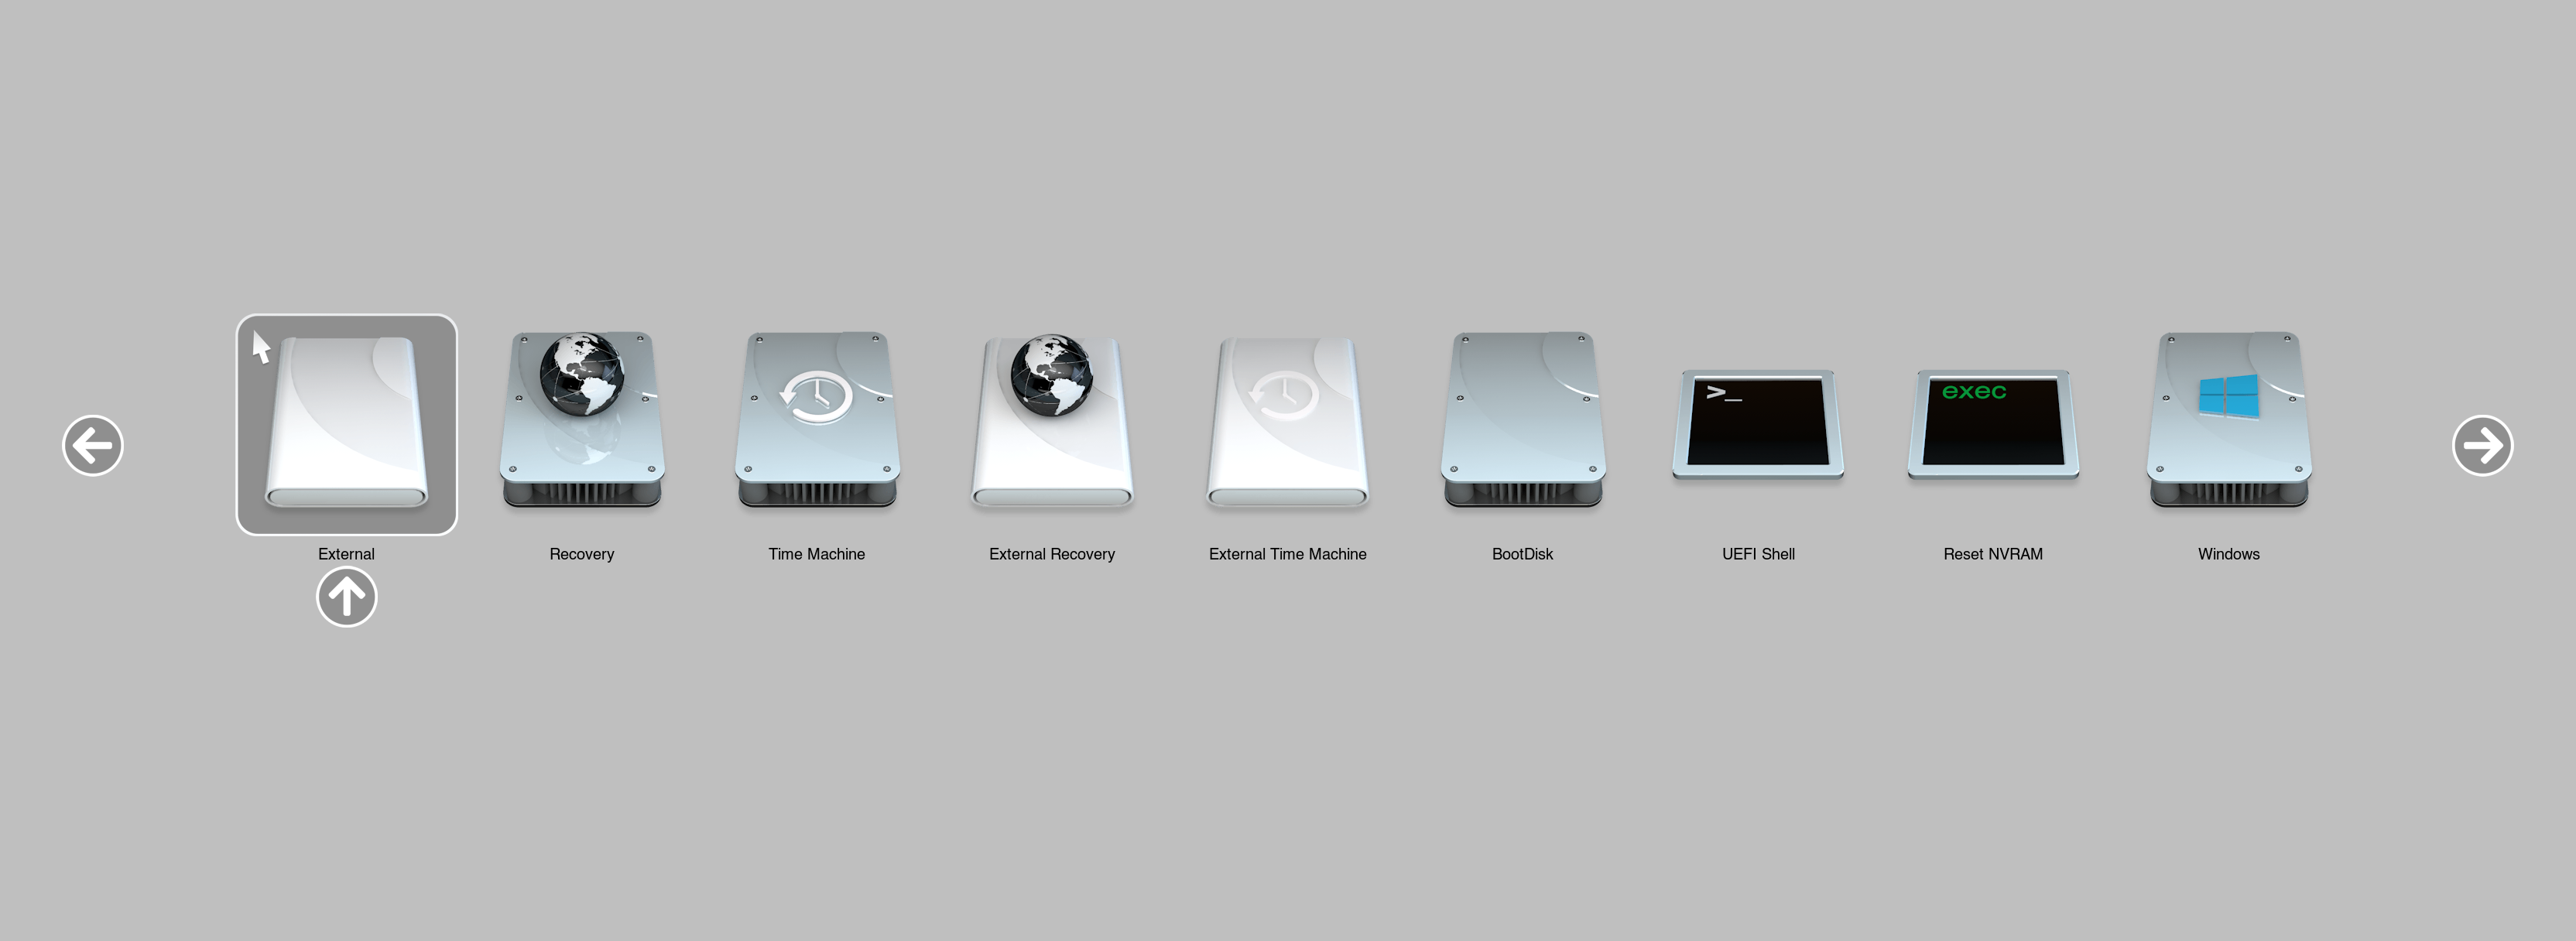 >_
exec
External
Recovery
Time Machine
External Recovery
External Time Machine
BootDisk
UEFI Shell
Reset NVRAM
Windows